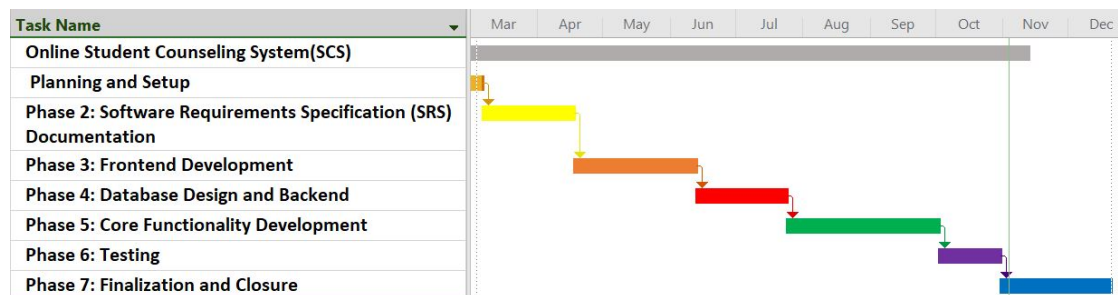 Task Name Mar Apr May Jun Jul Aug Sep Oct Nov Dec
Online Student Counseling System(SCS)
Planning and Setup
Phase 2: Software Requirements Specification (SRS)
Documentation
Phase 3: Frontend Development
Phase 4: Database Design and Backend
Phase 5: Core Functionality Development
Phase 6: Testing
Phase 7: Finalization and Closure